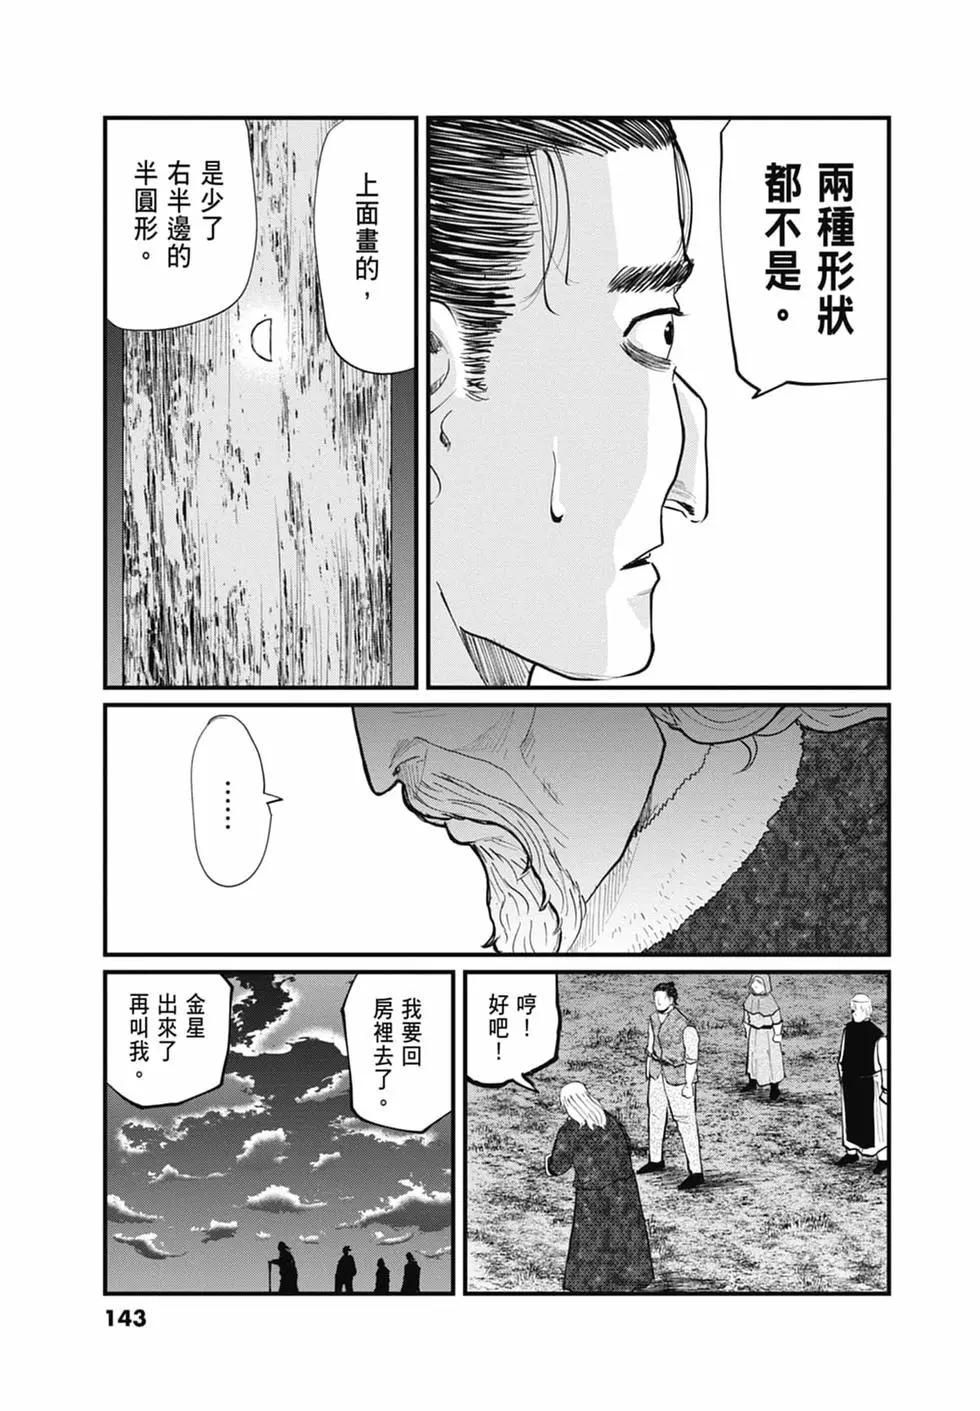 兩種形狀
都不是。
上面畫的，
是少了
右半邊的
半圓形。
……
哼！
好吧！
我要回
房裡去了。
金星
出來了
再叫我。
143